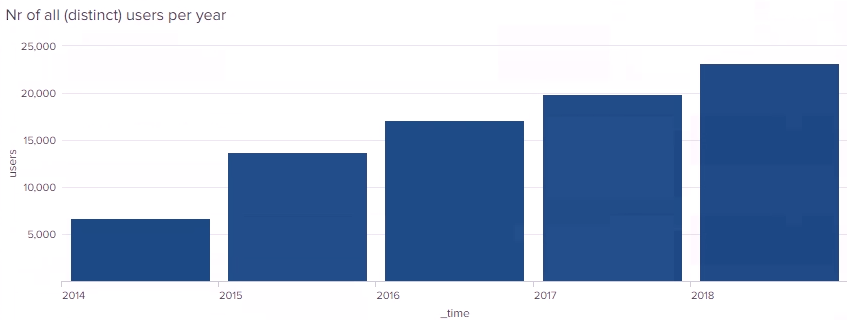 Nr of all (distinct) users per year
25,000
20,000
15,000
10,000
5,000
users
2014 2015 2016 2017 2018
_time